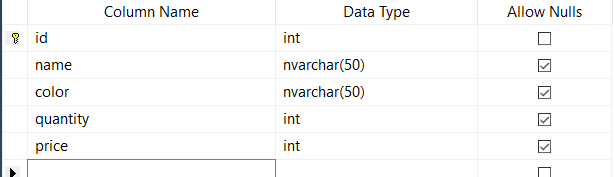 Column Name Data Type Allow Nulls
id int
name nvarchar(50)
color nvarchar(50)
quantity int
price int